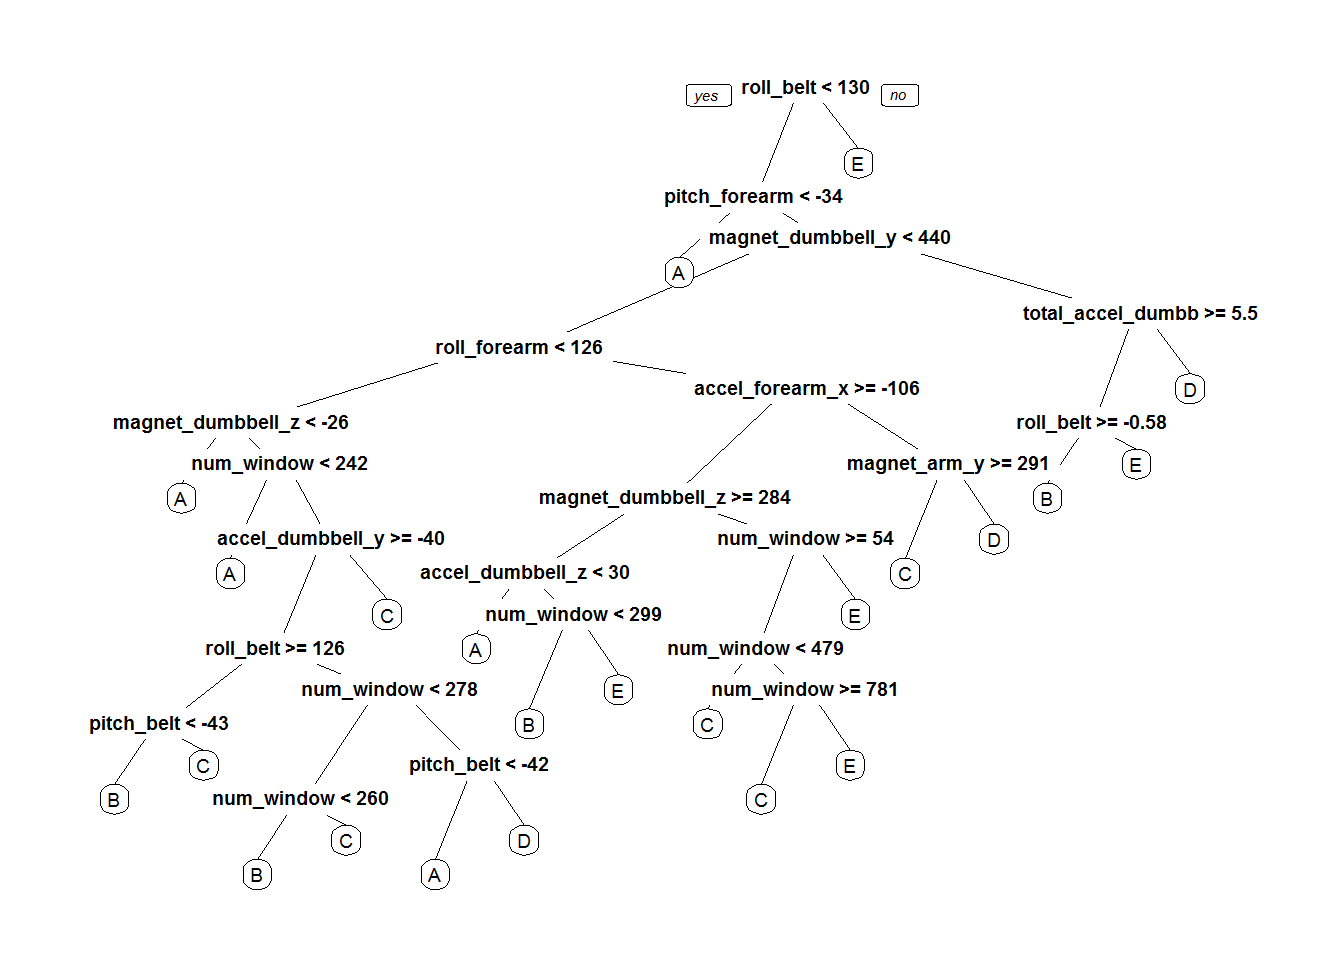 yes roll_belt < 130 no
E
pitch_forearm < -34
magnet_dumbbell_y < 440
A
total_accel_dumbb >= 5.5
roll_forearm < 126
accel_forearm_x >= -106
D
magnet_dumbbell_z < -26
roll_belt >= -0.58
num_window < 242
magnet_arm_y >= 291
E
A
magnet_dumbbell_z >= 284
B
accel_dumbbell_y >= -40
num_window >= 54
D
A
accel_dumbbell_z < 30
C
C
num_window < 299
E
roll_belt >= 126
A
num_window < 479
num_window < 278
E
num_window >= 781
pitch_belt < -43
B
C
C
pitch_belt < -42
E
B
num_window < 260
C
C
D
B
A